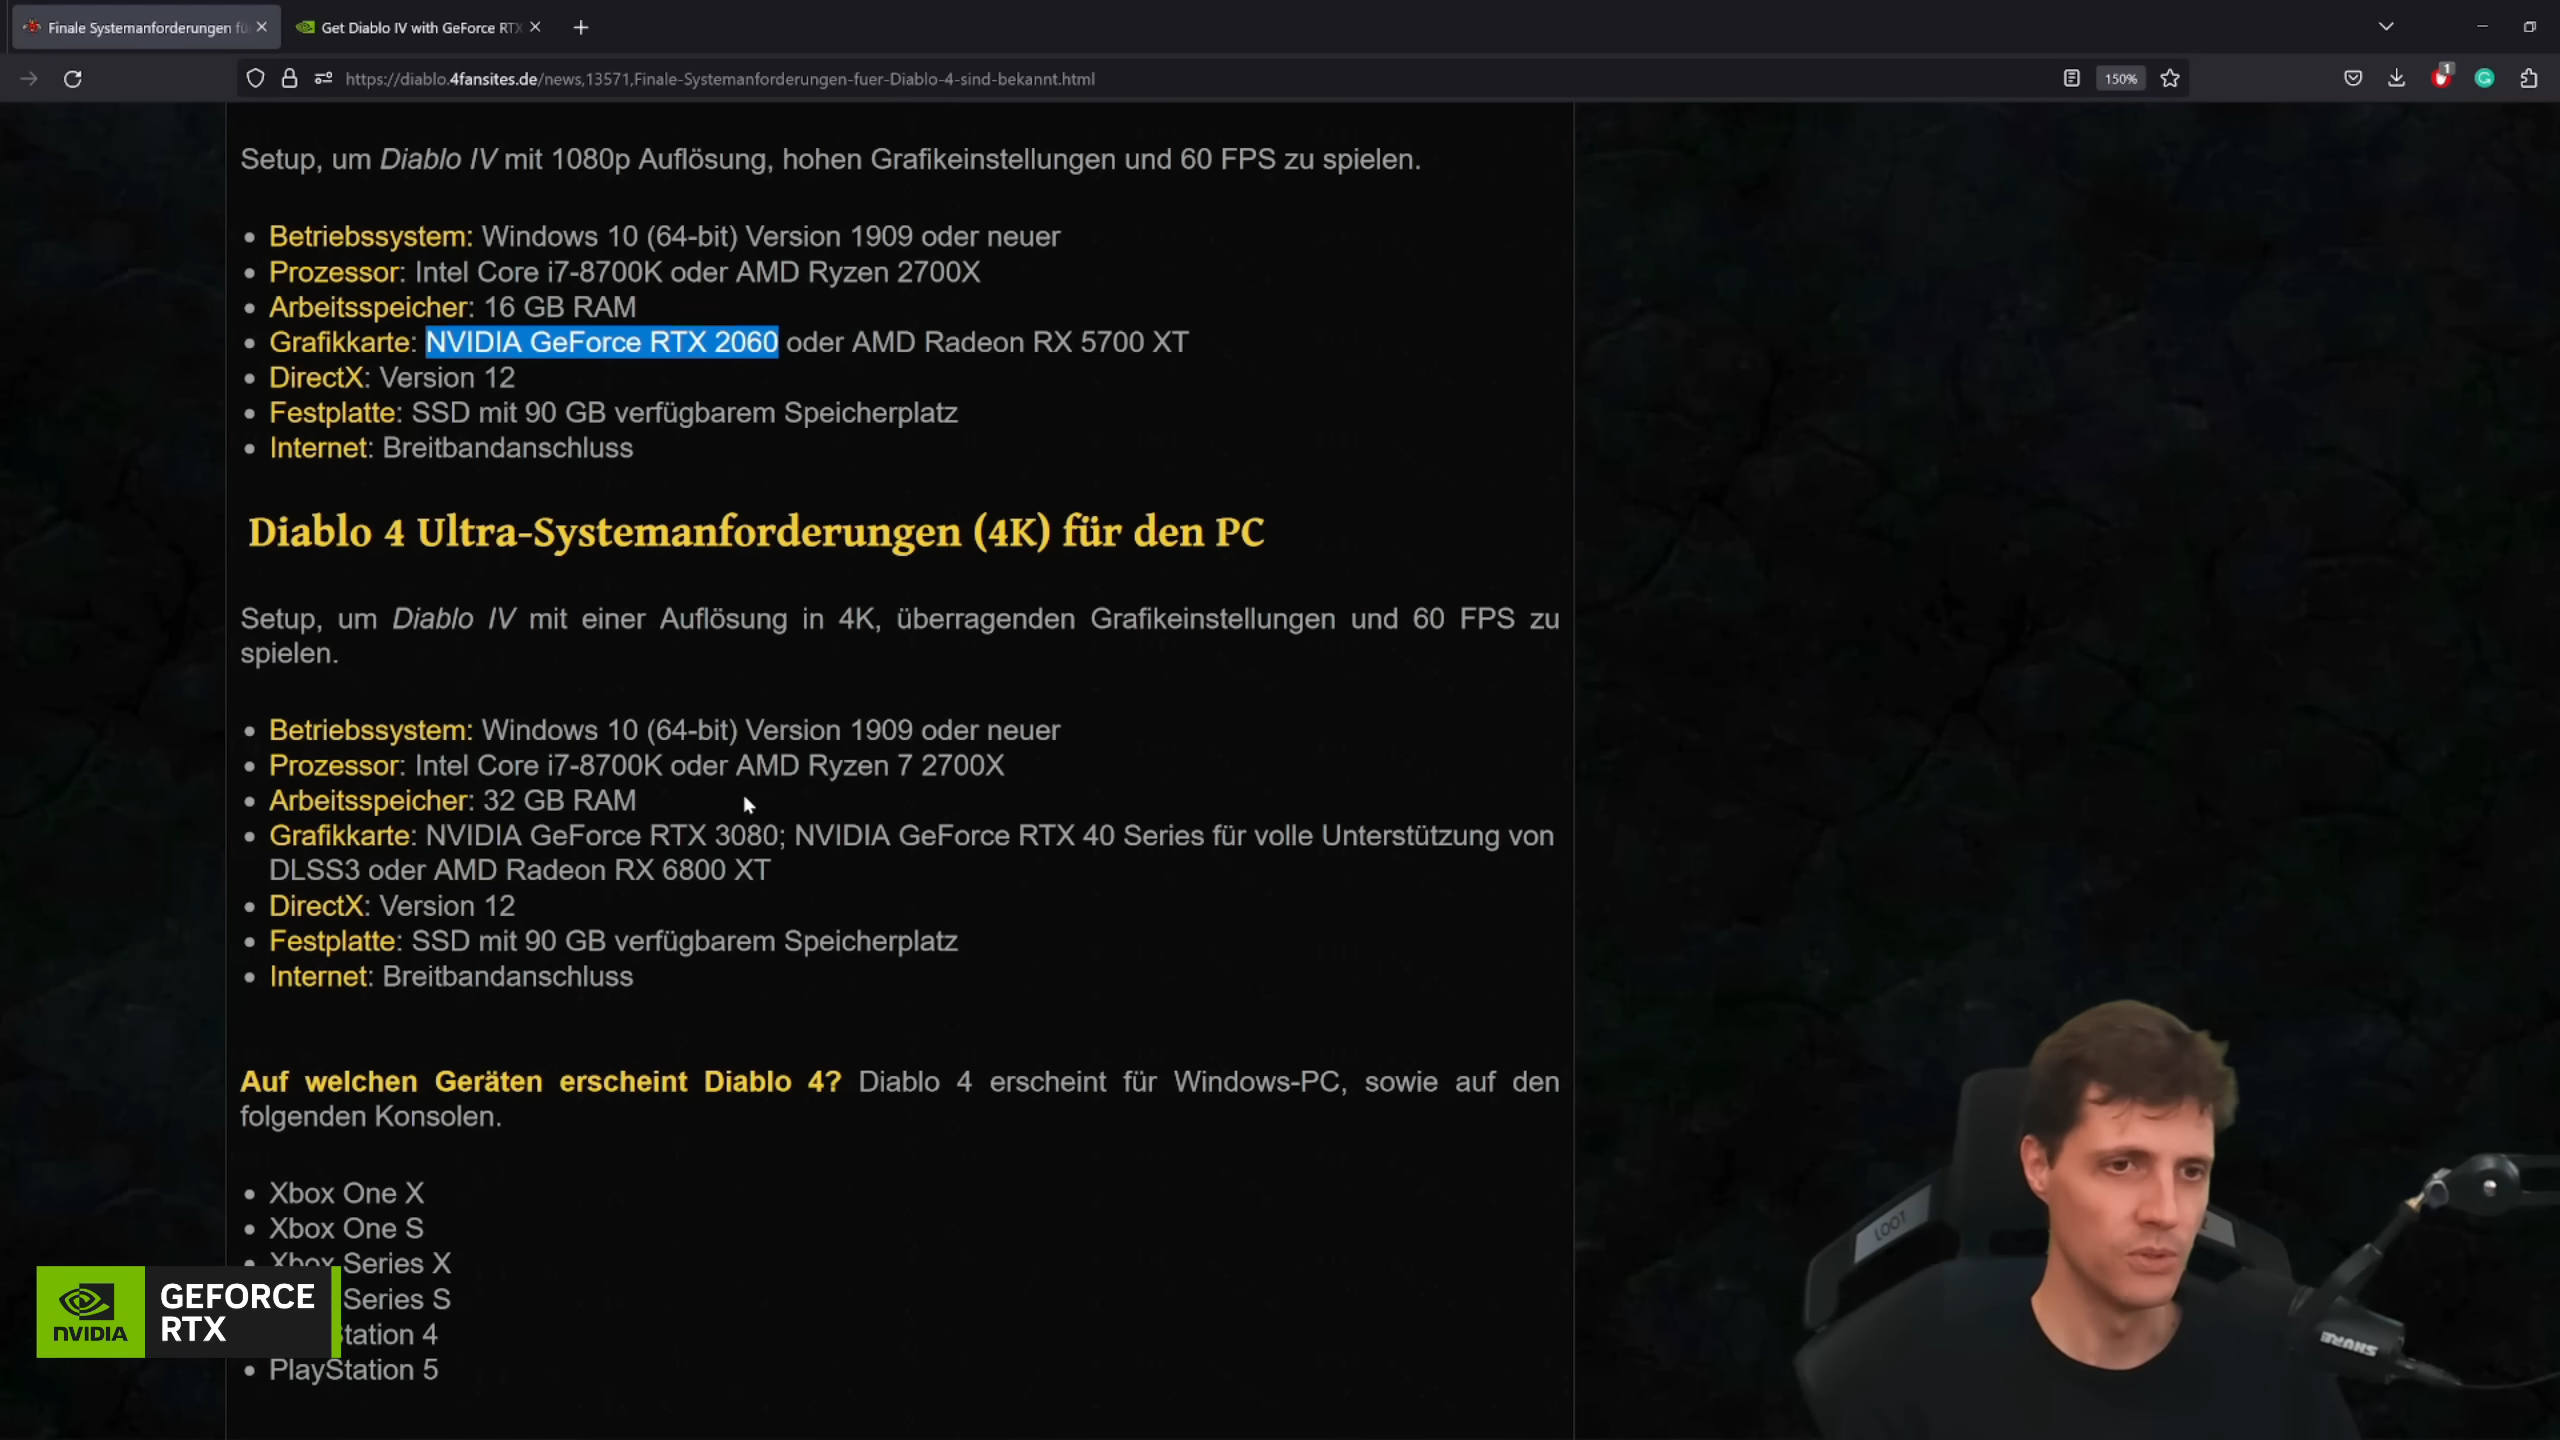 Finale Systemanforderungen fü
Get Diablo IV with GeForce RTX
https://diablo.4fansites.de/news,13571,Finale-Systemanforderungen-fuer-Diablo-4-sind-bekannt.html
150%
1
Setup, um Diablo IV mit 1080p Auflösung, hohen Grafikeinstellungen und 60 FPS zu spielen.
• Betriebssystem: Windows 10 (64-bit) Version 1909 oder neuer
• Prozessor: Intel Core i7-8700K oder AMD Ryzen 2700X
• Arbeitsspeicher: 16 GB RAM
• Grafikkarte: NVIDIA GeForce RTX 2060 oder AMD Radeon RX 5700 XT
• DirectX: Version 12
• Festplatte: SSD mit 90 GB verfügbarem Speicherplatz
• Internet: Breitbandanschluss
Diablo 4 Ultra-Systemanforderungen (4K) für den PC
Setup, um Diablo IV mit einer Auflösung in 4K, überragenden Grafikeinstellungen und 60 FPS zu
spielen.
• Betriebssystem: Windows 10 (64-bit) Version 1909 oder neuer
• Prozessor: Intel Core i7-8700K oder AMD Ryzen 7 2700X
• Arbeitsspeicher: 32 GB RAM
• Grafikkarte: NVIDIA GeForce RTX 3080; NVIDIA GeForce RTX 40 Series für volle Unterstützung von
DLSS3 oder AMD Radeon RX 6800 XT
• DirectX: Version 12
• Festplatte: SSD mit 90 GB verfügbarem Speicherplatz
• Internet: Breitbandanschluss
Auf welchen Geräten erscheint Diablo 4? Diablo 4 erscheint für Windows-PC, sowie auf den
folgenden Konsolen.
• Xbox One X
• Xbox One S
• Xbox Series X
Series S
Station 4
• PlayStation 5
NVIDIA
GEFORCE
RTX
LOOT
SHURE